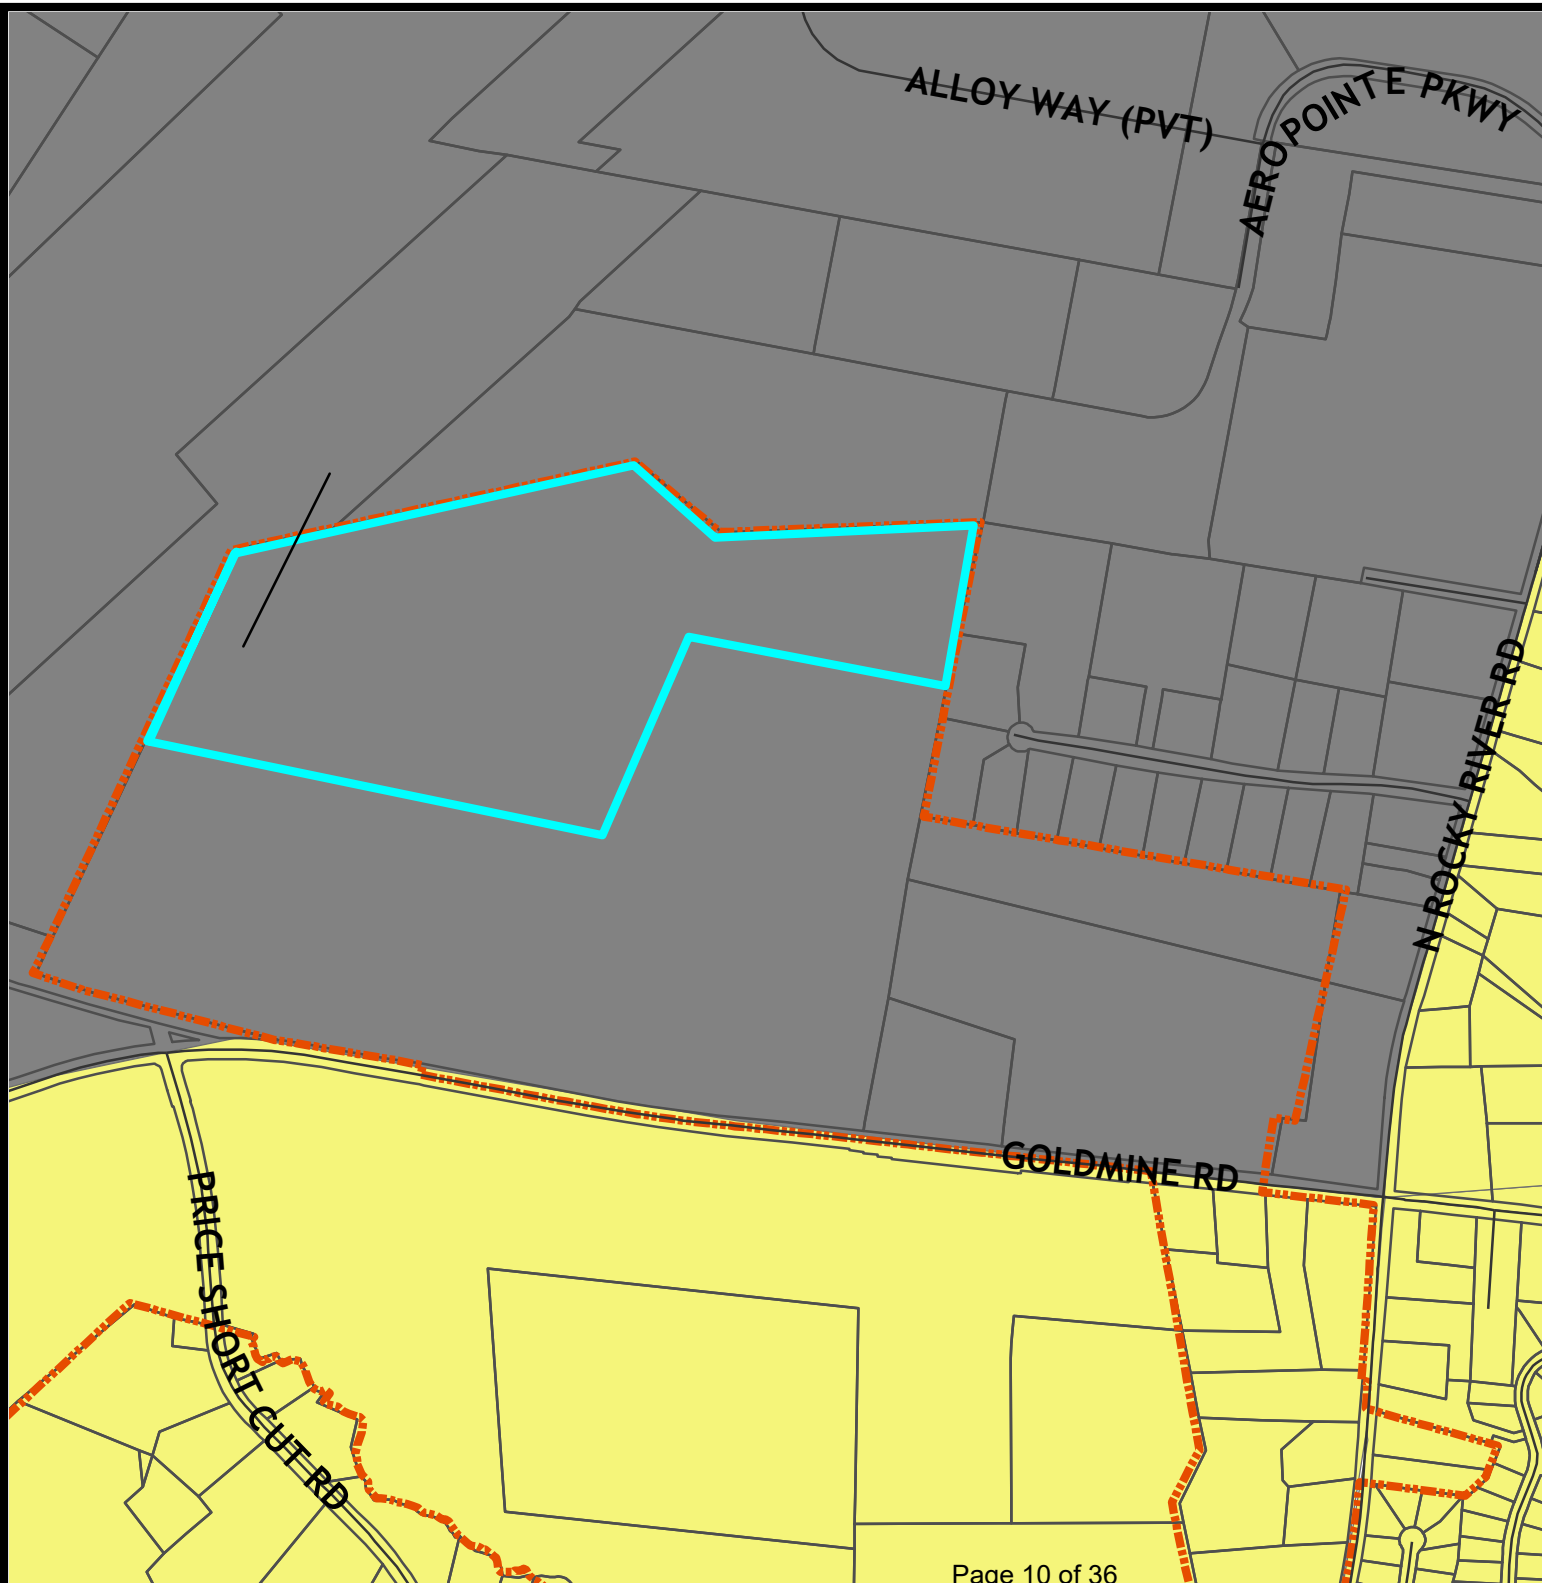 ALLOY WAY (PVT)
AEROPOINTE PKWY
N ROCKY RIVER RD
GOLDMINE RD
PRICE SHORT CUT RD
Page 10 of 36